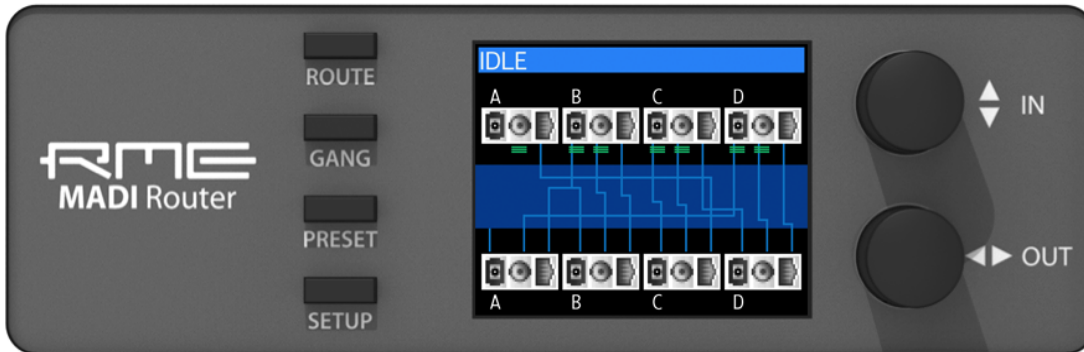 RME
MADI Router
ROUTE
GANG
PRESET
SETUP
IDLE
A B C D
A B C D
IN
OUT